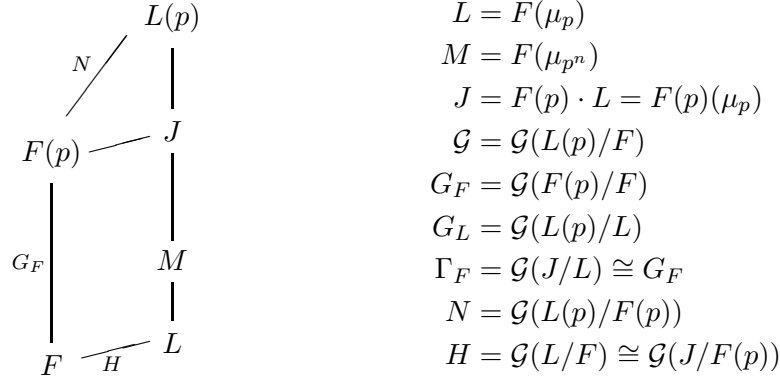 L(p)
N
J
F(p)
G_F
M
L
H
F
L = F(μ_p)
M = F(μ_{p^n})
J = F(p) · L = F(p)(μ_p)
𝒢 = 𝒢(L(p)/F)
G_F = 𝒢(F(p)/F)
G_L = 𝒢(L(p)/L)
Γ_F = 𝒢(J/L) ≅ G_F
N = 𝒢(L(p)/F(p))
H = 𝒢(L/F) ≅ 𝒢(J/F(p))